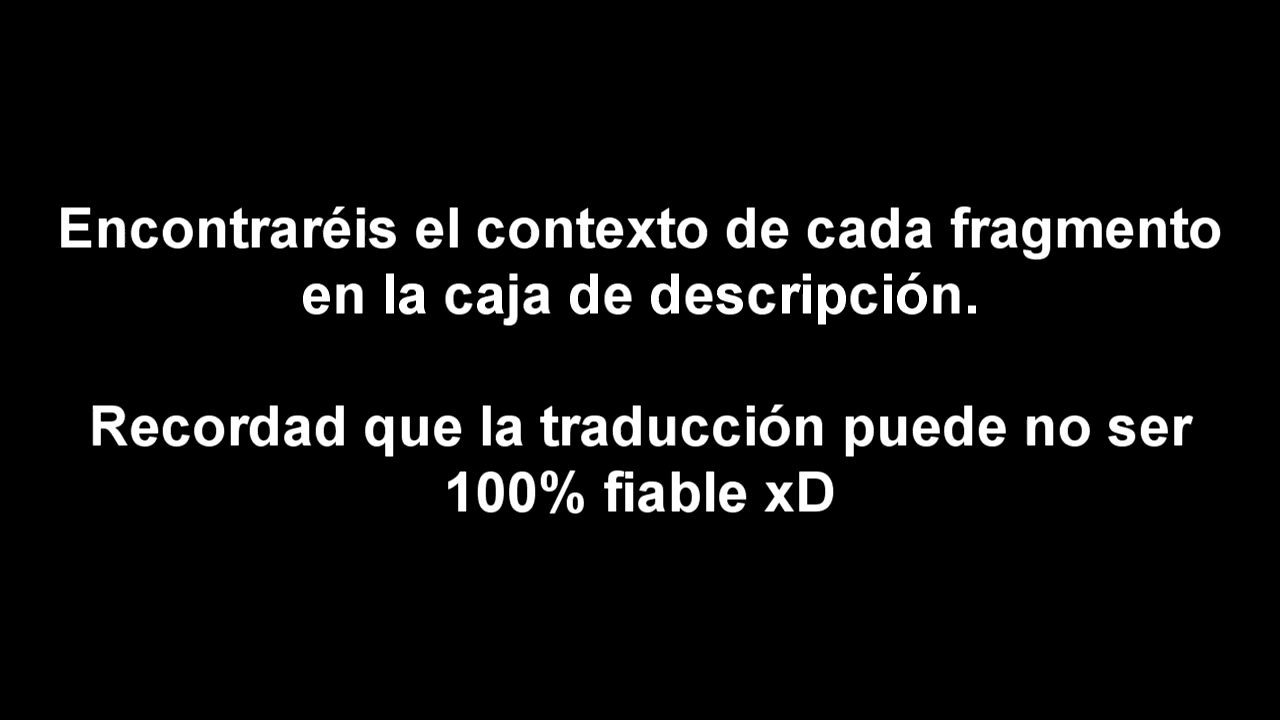 Encontraréis el contexto de cada fragmento
en la caja de descripción.
Recordad que la traducción puede no ser
100% fiable xD